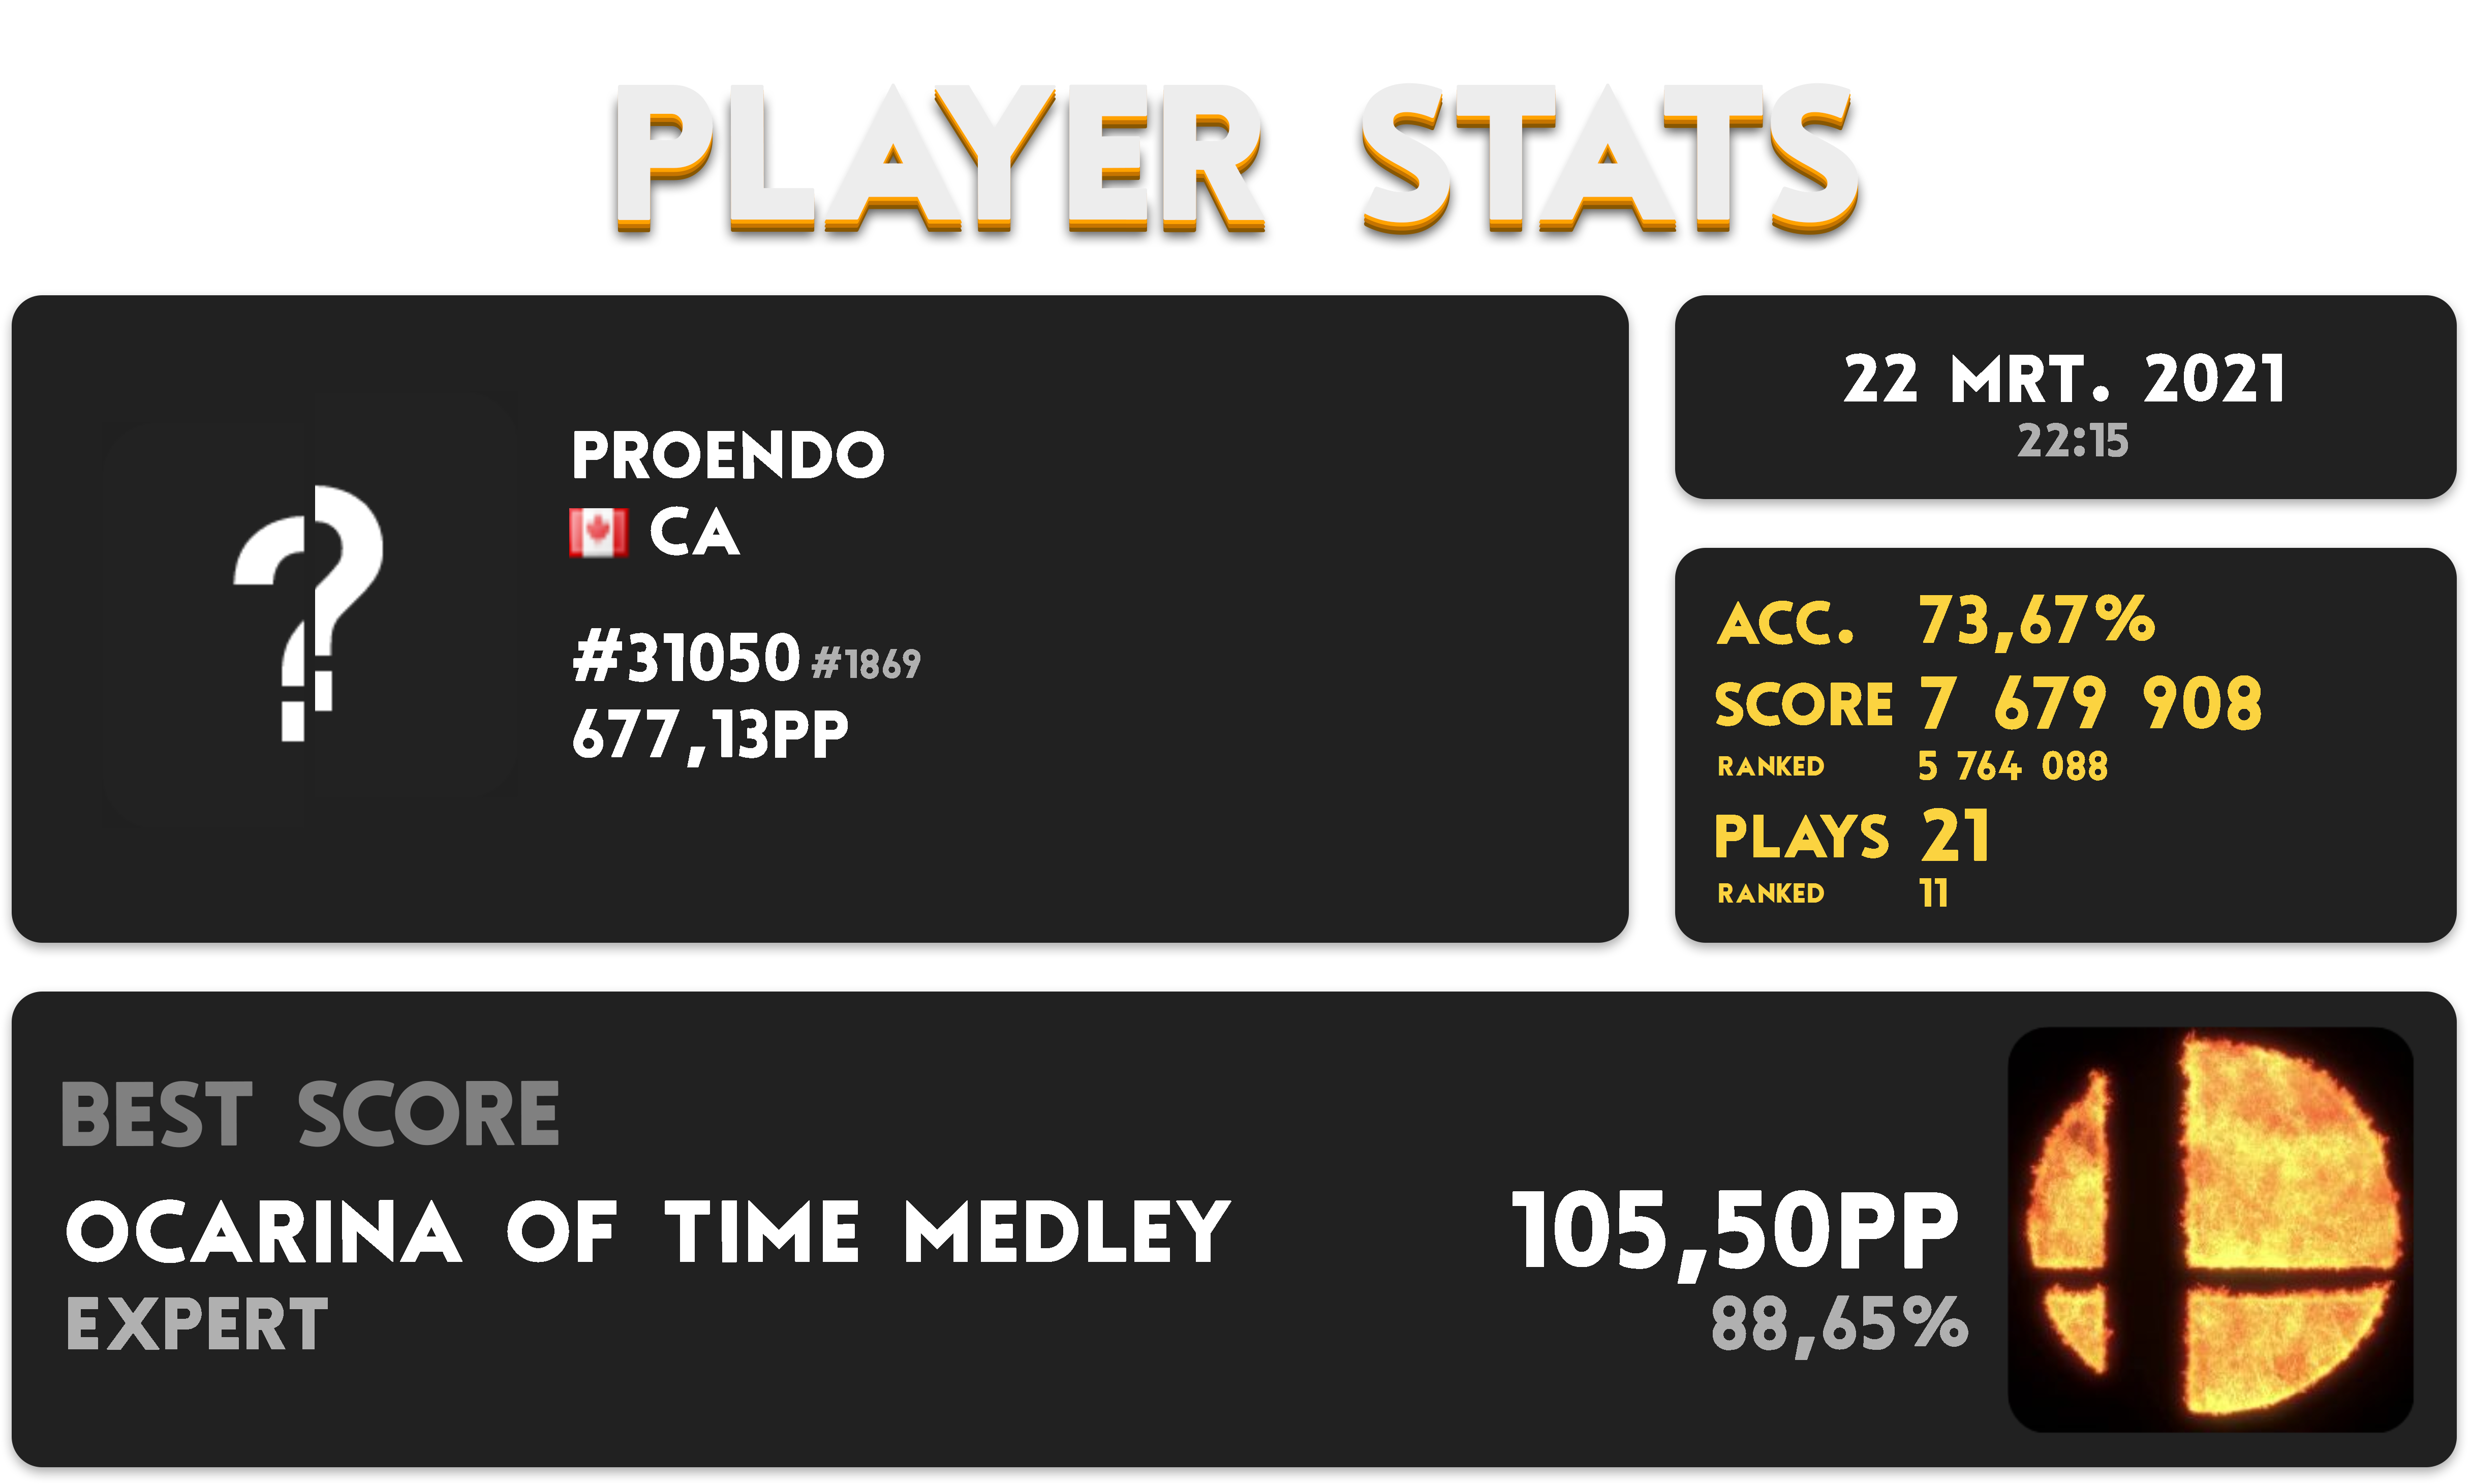 PLAYER STATS
PROENDO
CA
#31050 #1869
677,13PP
22 MRT. 2021
22:15
ACC. 73,67%
SCORE 7 679 908
RANKED 5 764 088
PLAYS 21
RANKED 11
BEST SCORE
OCARINA OF TIME MEDLEY
EXPERT
105,50PP
88,65%